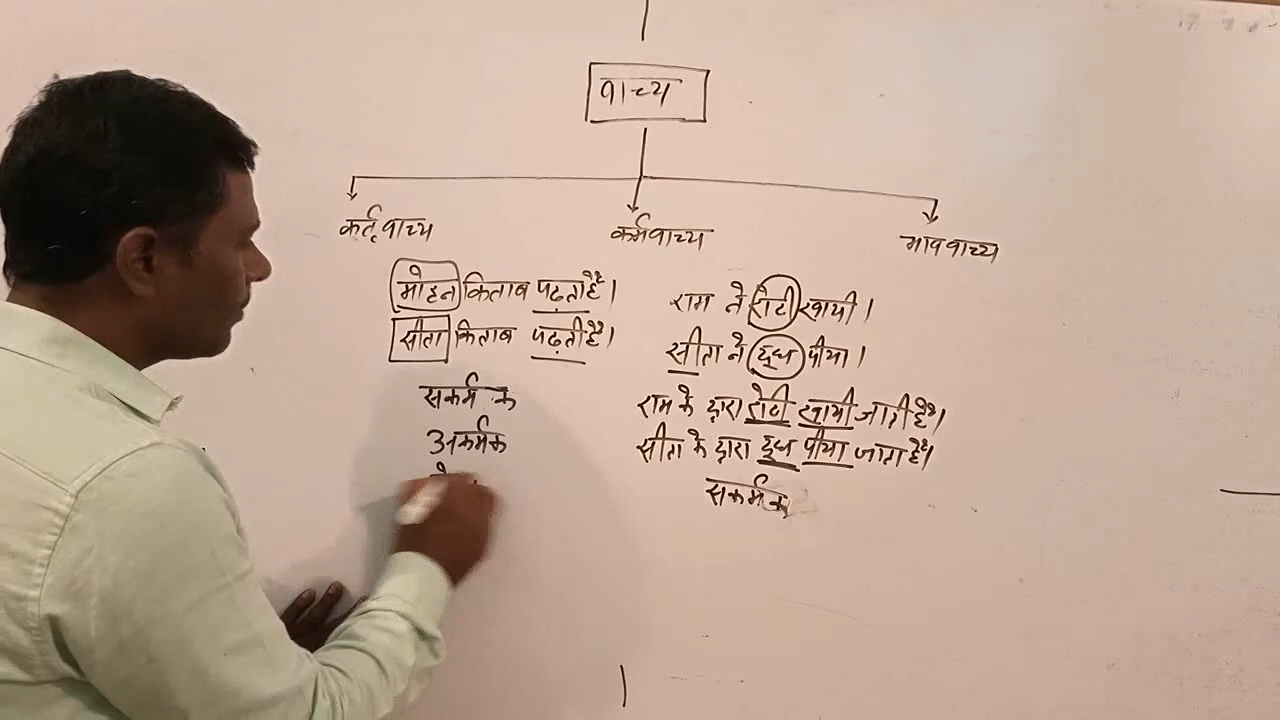 वाच्य
कर्तृवाच्य
कर्मवाच्य
भाववाच्य
मोहन किताब पढ़ता है।
सीता किताब पढ़ती है।
सकर्मक
अकर्मक
राम ने रोटी खायी।
सीता ने दूध पीया।
राम के द्वारा रोटी खायी जाती है।
सीता के द्वारा दूध पीया जाता है।
सकर्मक